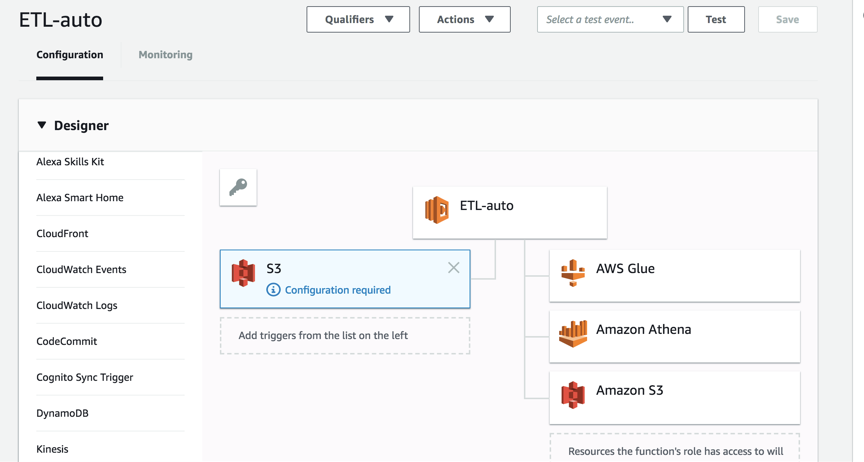 ETL-auto
Qualifiers
Actions
Select a test event..
Test
Save
Configuration
Monitoring
Designer
Alexa Skills Kit
Alexa Smart Home
CloudFront
CloudWatch Events
CloudWatch Logs
CodeCommit
Cognito Sync Trigger
DynamoDB
Kinesis
ETL-auto
S3
Configuration required
Add triggers from the list on the left
AWS Glue
Amazon Athena
Amazon S3
Resources the function's role has access to will